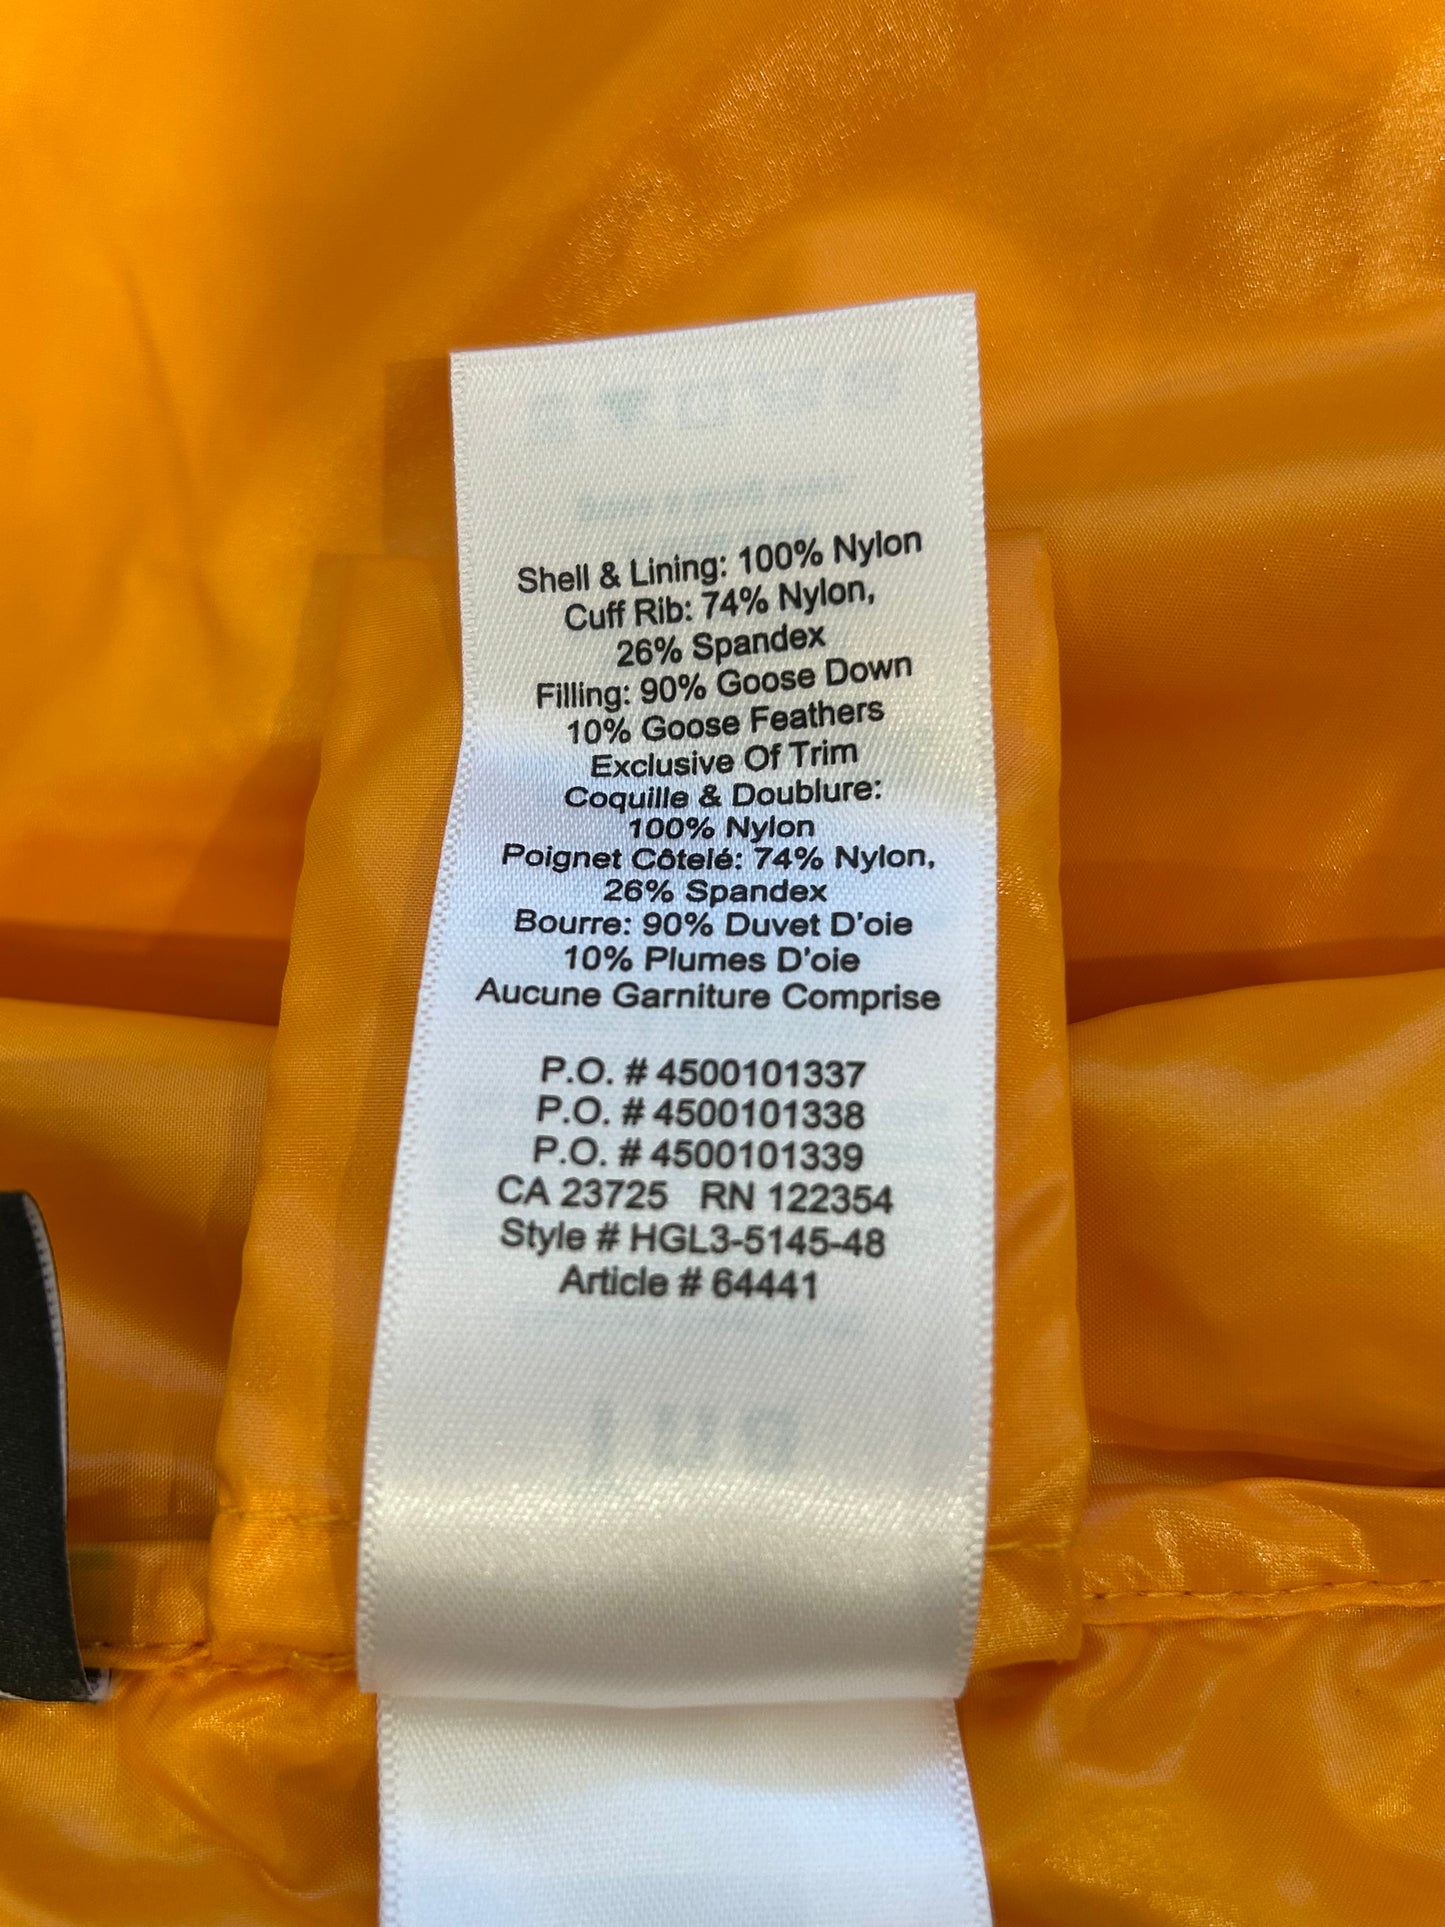 Shell & Lining: 100% Nylon
Cuff Rib: 74% Nylon,
26% Spandex
Filling: 90% Goose Down
10% Goose Feathers
Exclusive Of Trim
Coquille & Doublure:
100% Nylon
Poignet Côtelé: 74% Nylon,
26% Spandex
Bourre: 90% Duvet D'oie
10% Plumes D'oie
Aucune Garniture Comprise
P.O. # 4500101337
P.O. # 4500101338
P.O. # 4500101339
CA 23725 RN 122354
Style # HGL3-5145-48
Article # 64441